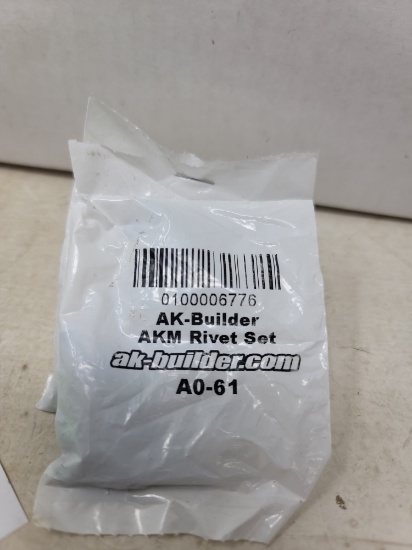 0100006776
AK-Builder
AKM Rivet Set
ak-builder.com
A0-61